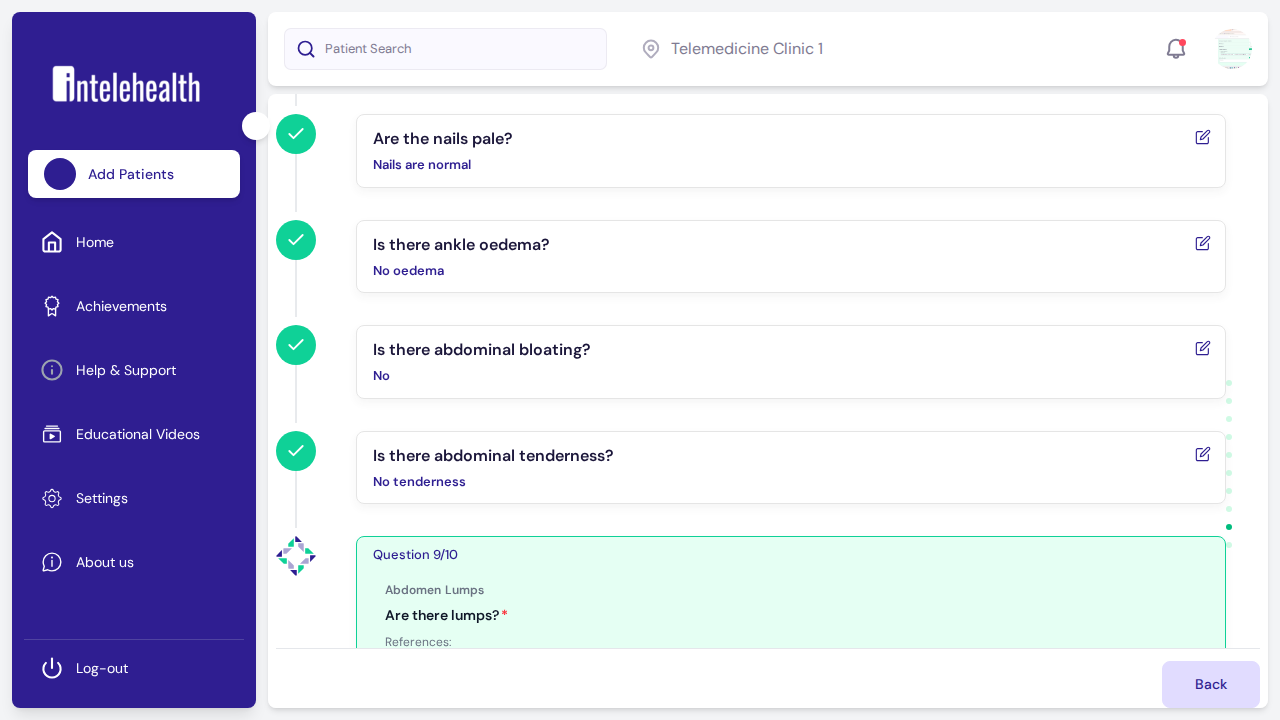 intelehealth
Add Patients
Home
Achievements
Help & Support
Educational Videos
Settings
About us
Log-out
Patient Search
Telemedicine Clinic 1
Are the nails pale?
Nails are normal
Is there ankle oedema?
No oedema
Is there abdominal bloating?
No
Is there abdominal tenderness?
No tenderness
Question 9/10
Abdomen Lumps
Are there lumps? *
References:
Back